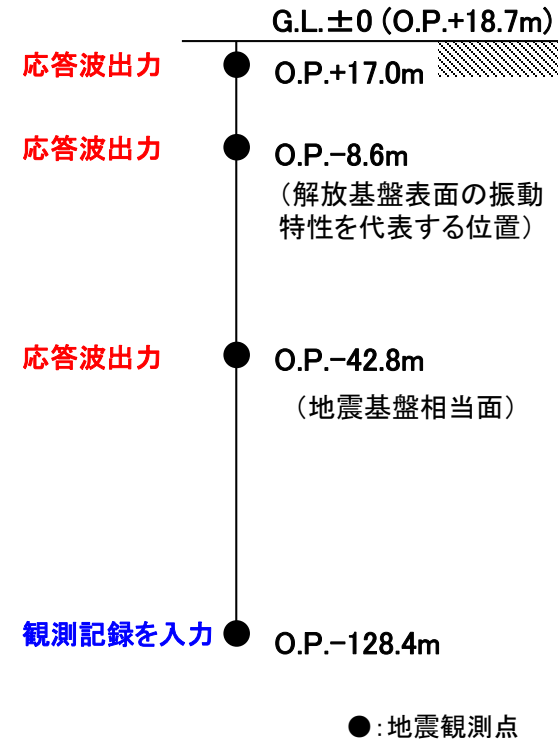 G.L.±0 (O.P.+18.7m)
応答波出力
O.P.+17.0m
応答波出力
O.P.-8.6m
（解放基盤表面の振動
特性を代表する位置）
応答波出力
O.P.-42.8m
（地震基盤相当面）
観測記録を入力
O.P.-128.4m
●：地震観測点